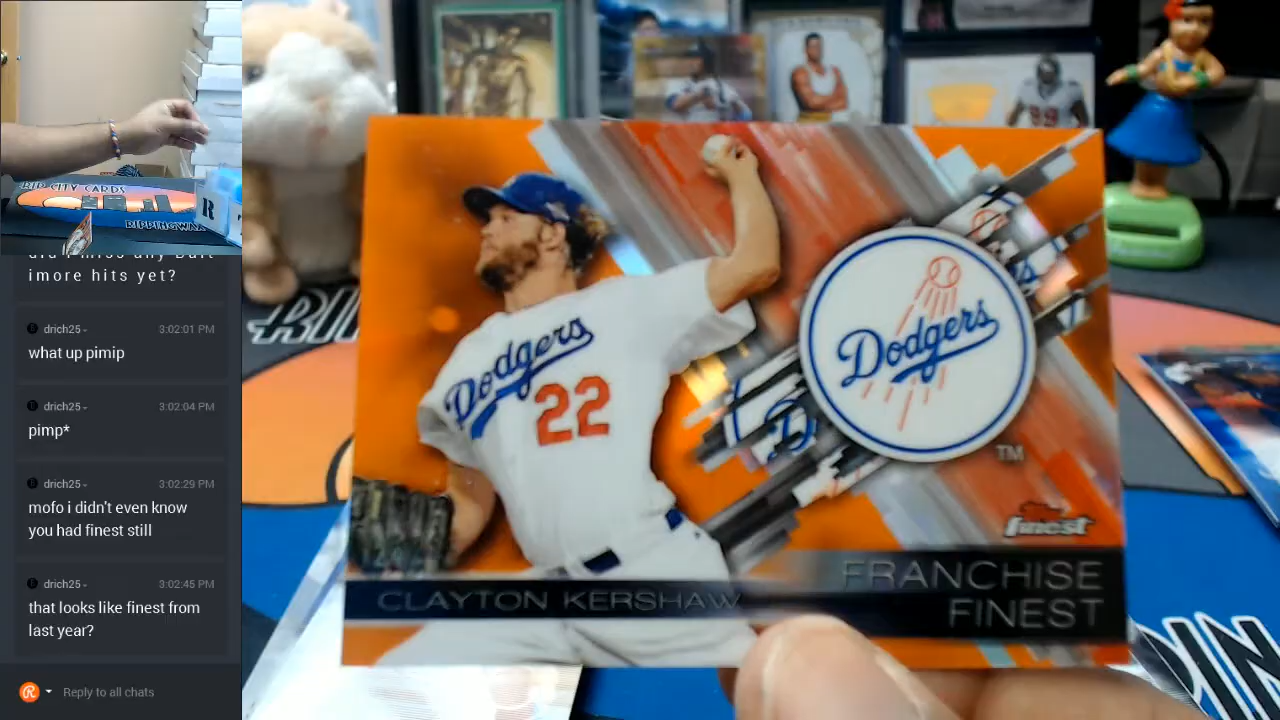 RIP CITY CARDS
R
RIPPINGWAX
imore hits yet?
drich25
3:02:01 PM
what up pimip
drich25
3:02:04 PM
pimp*
drich25
3:02:29 PM
mofo i didn't even know
you had finest still
drich25
3:02:45 PM
that looks like finest from
last year?
Reply to all chats
Dodgers
22
Dodgers
TM
Topps
finest
FRANCHISE
FINEST
CLAYTON KERSHAW
99